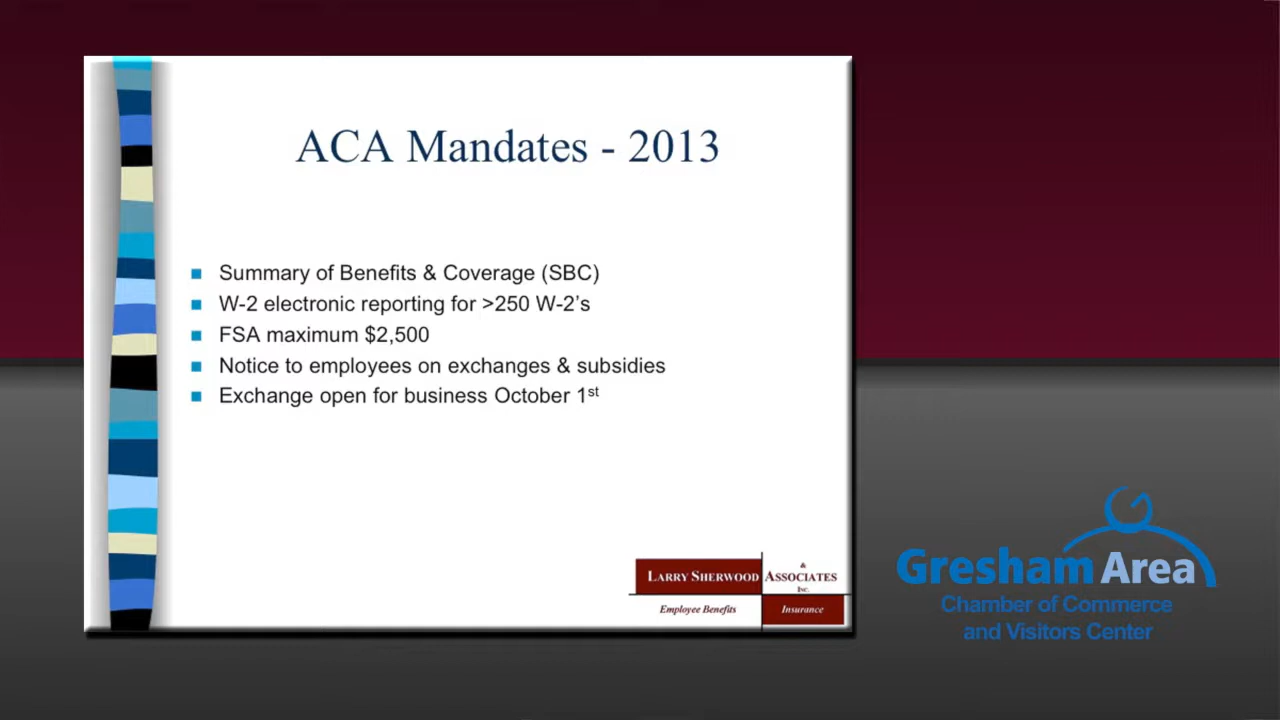 ACA Mandates - 2013
Summary of Benefits & Coverage (SBC)
W-2 electronic reporting for >250 W-2’s
FSA maximum $2,500
Notice to employees on exchanges & subsidies
Exchange open for business October 1st
LARRY SHERWOOD & ASSOCIATES INC.
Employee Benefits Insurance
Gresham Area
Chamber of Commerce
and Visitors Center